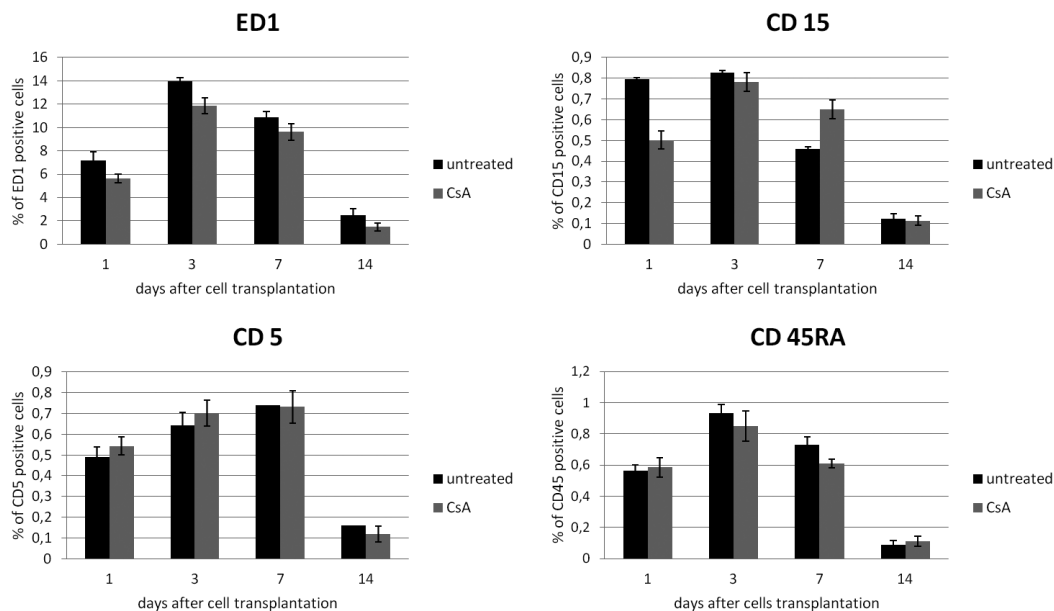 ED1
% of ED1 positive cells
16
14
12
10
8
6
4
2
0
1 3 7 14
days after cell transplantation
untreated
CsA
CD 15
% of CD15 positive cells
0,9
0,8
0,7
0,6
0,5
0,4
0,3
0,2
0,1
0
1 3 7 14
days after cell transplantation
untreated
CsA
CD 5
% of CD5 positive cells
0,9
0,8
0,7
0,6
0,5
0,4
0,3
0,2
0,1
0
1 3 7 14
days after cell transplantation
untreated
CsA
CD 45RA
% of CD45 positive cells
1,2
1
0,8
0,6
0,4
0,2
0
1 3 7 14
days after cells transplantation
untreated
CsA